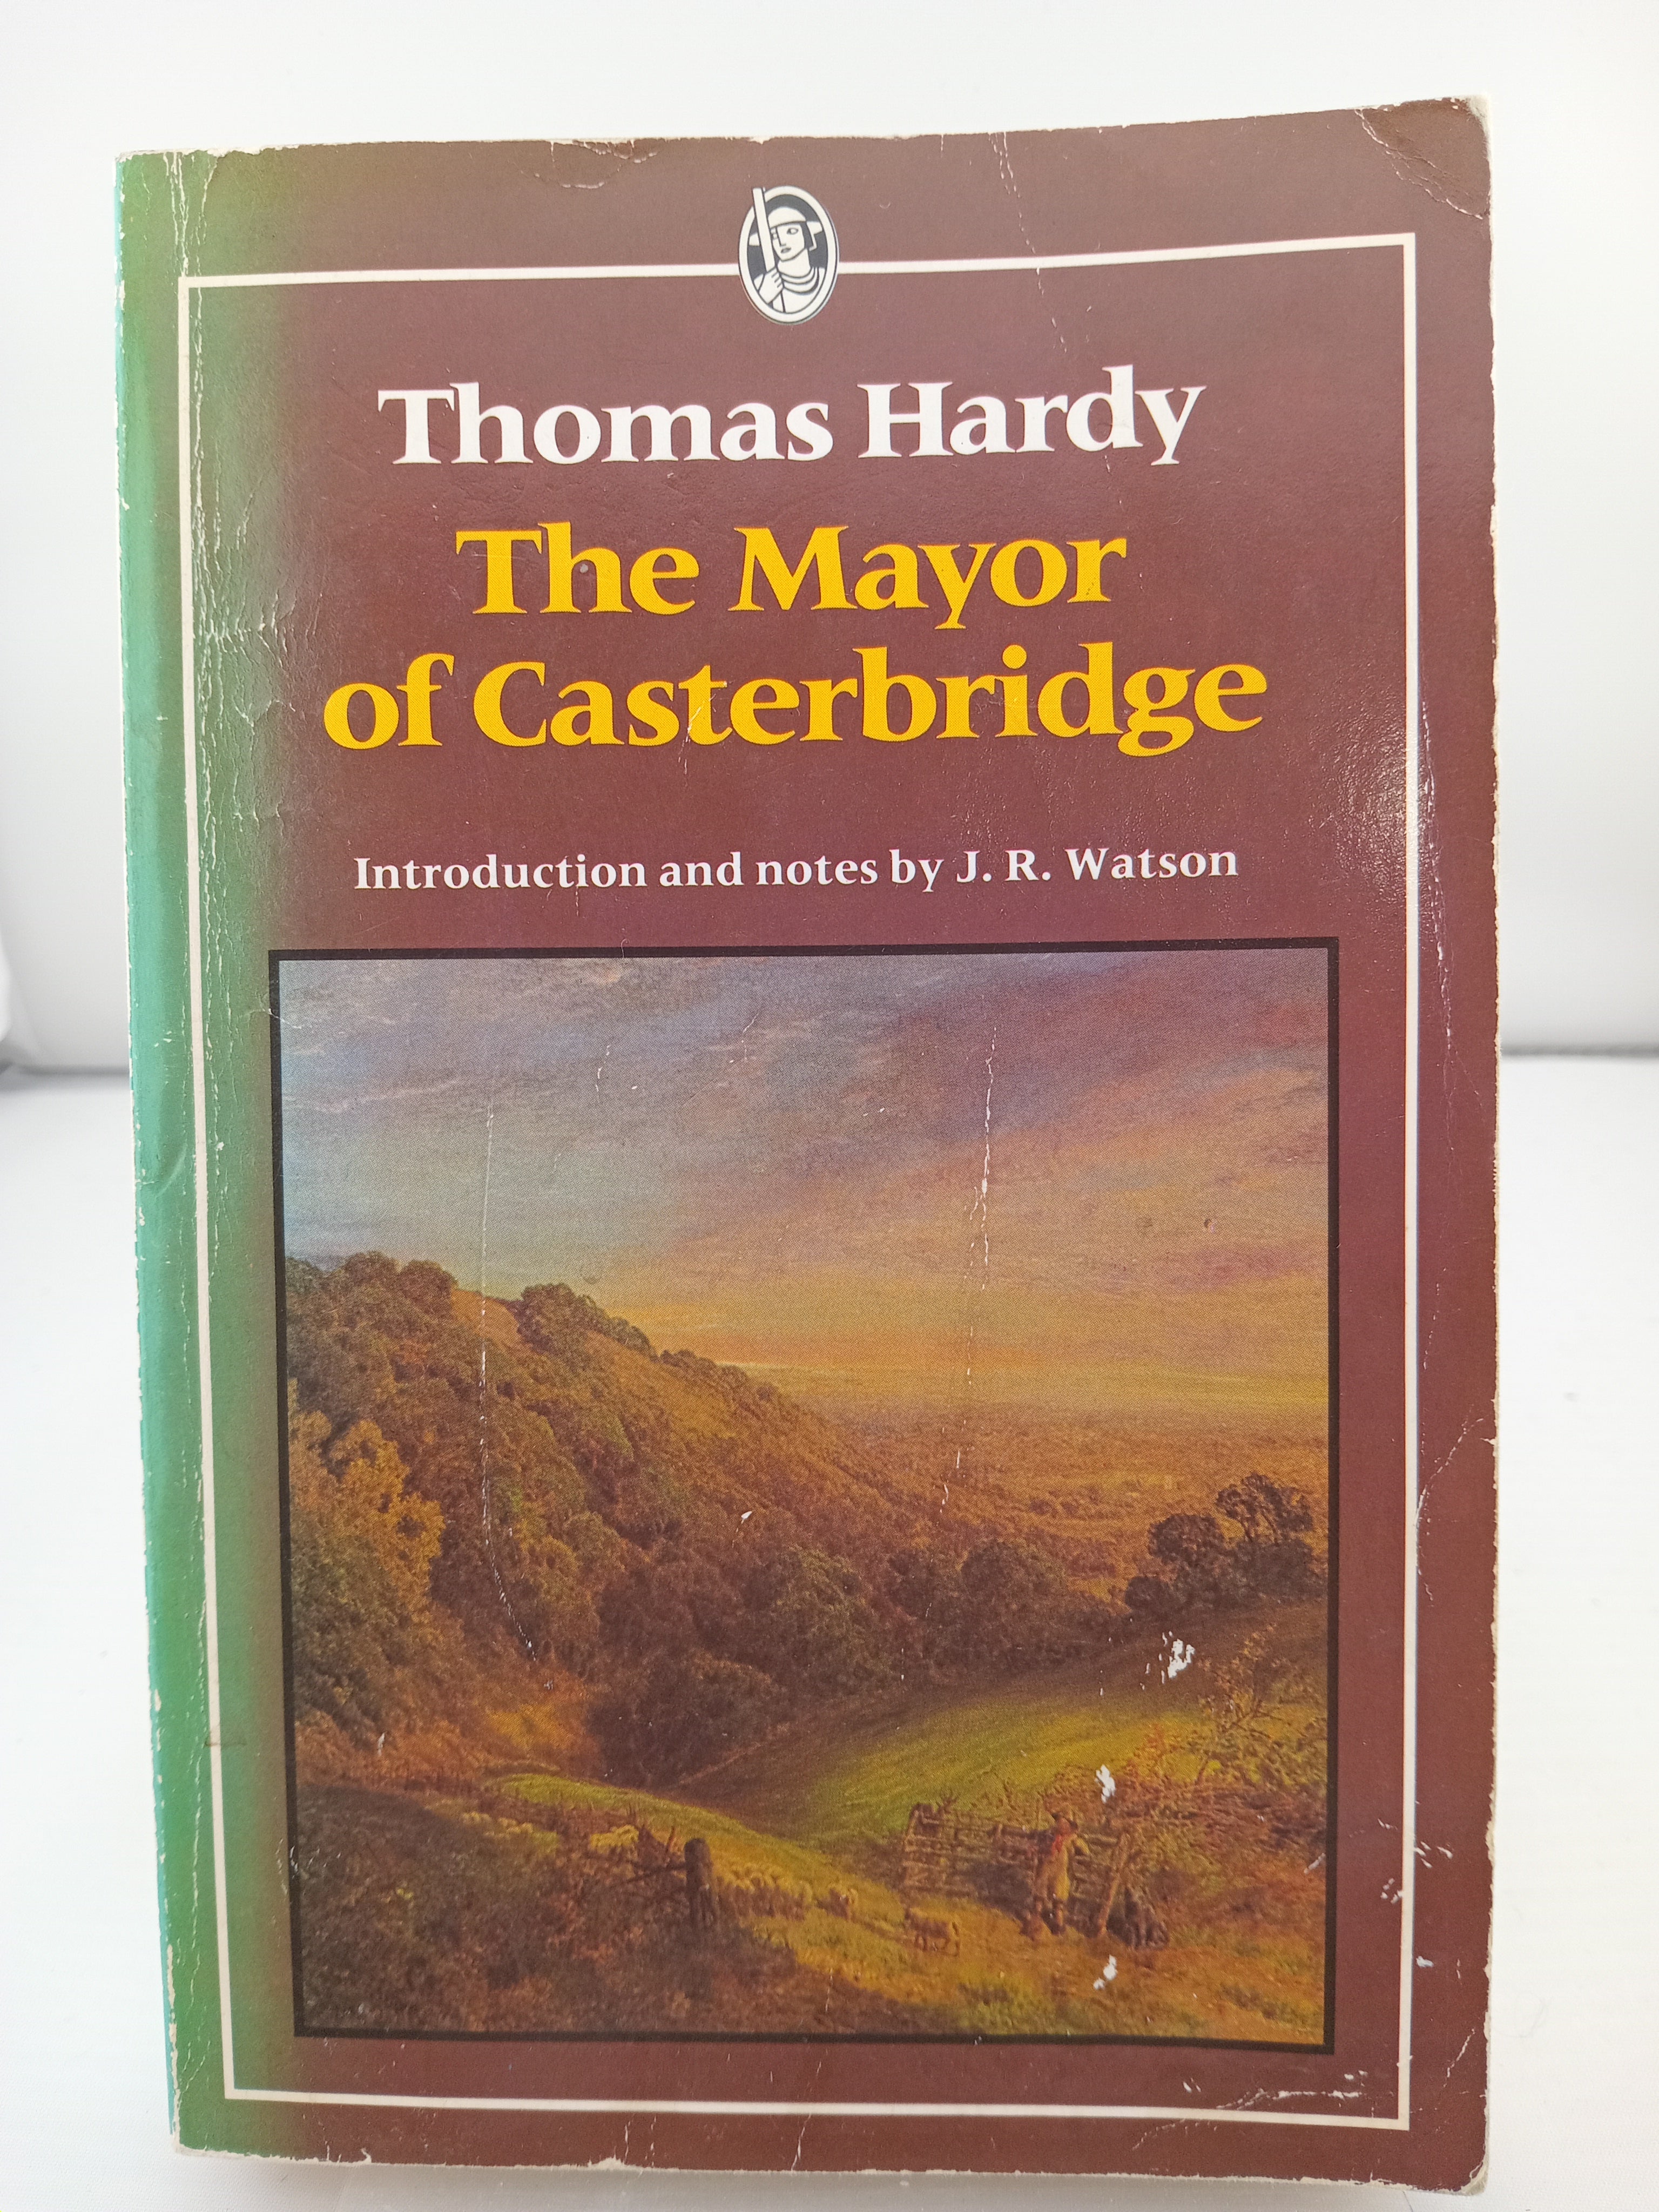 Thomas Hardy
The Mayor
of Casterbridge
Introduction and notes by J. R. Watson